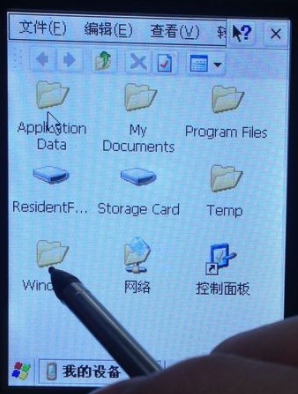 文件(F) 编辑(E) 查看(V) 转
Application Data
My Documents
Program Files
ResidentF...
Storage Card
Temp
网络
控制面板
我的设备